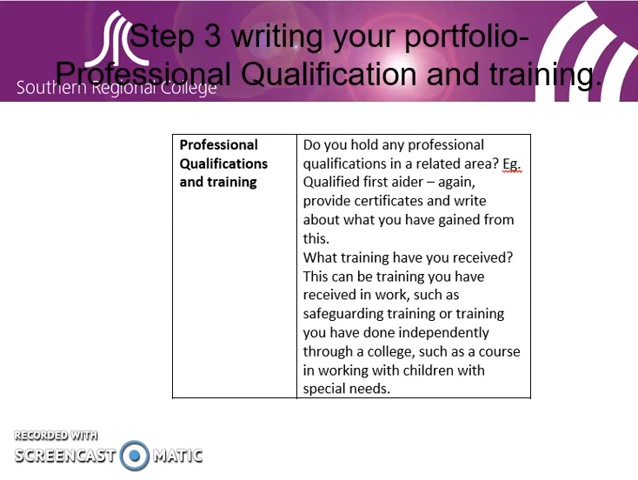 Step 3 writing your portfolio-
Professional Qualification and training.
Southern Regional College
Professional
Qualifications
and training
Do you hold any professional
qualifications in a related area? Eg.
Qualified first aider – again,
provide certificates and write
about what you have gained from
this.
What training have you received?
This can be training you have
received in work, such as
safeguarding training or training
you have done independently
through a college, such as a course
in working with children with
special needs.
RECORDED WITH
SCREENCAST MATIC